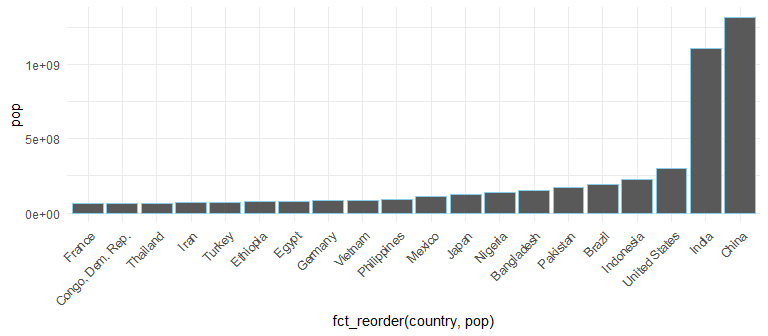 1e+09
5e+08
0e+00
pop
France
Congo, Dem. Rep.
Thailand
Iran
Turkey
Ethiopia
Egypt
Germany
Vietnam
Philippines
Mexico
Japan
Nigeria
Bangladesh
Pakistan
Brazil
Indonesia
United States
India
China
fct_reorder(country, pop)